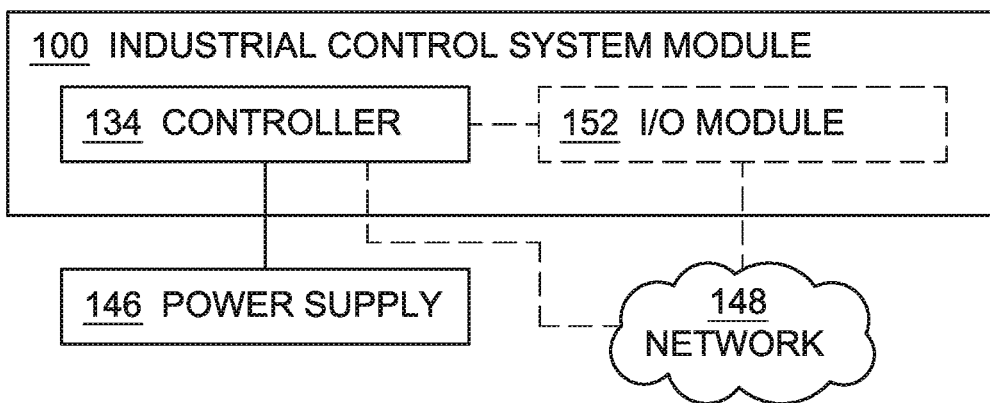 100 INDUSTRIAL CONTROL SYSTEM MODULE
134 CONTROLLER
152 I/O MODULE
146 POWER SUPPLY
148
NETWORK